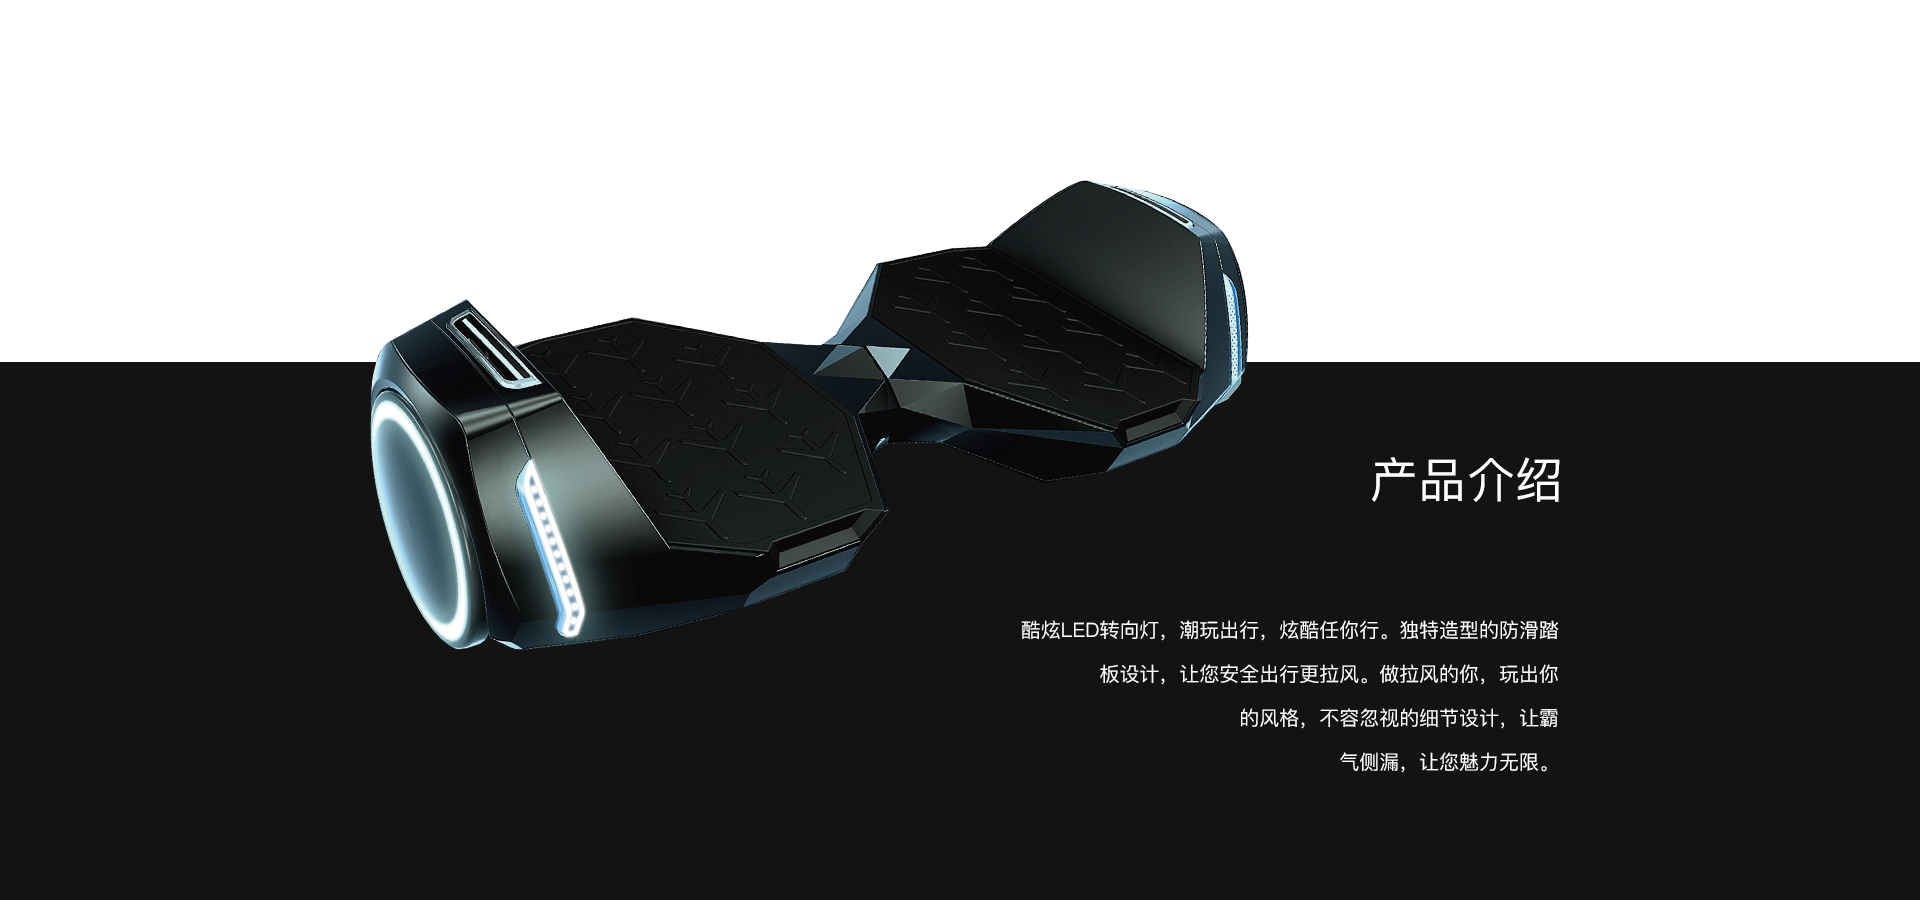 产品介绍
酷炫LED转向灯，潮玩出行，炫酷任你行。独特造型的防滑踏
板设计，让您安全出行更拉风。做拉风的你，玩出你
的风格，不容忽视的细节设计，让霸
气侧漏，让您魅力无限。